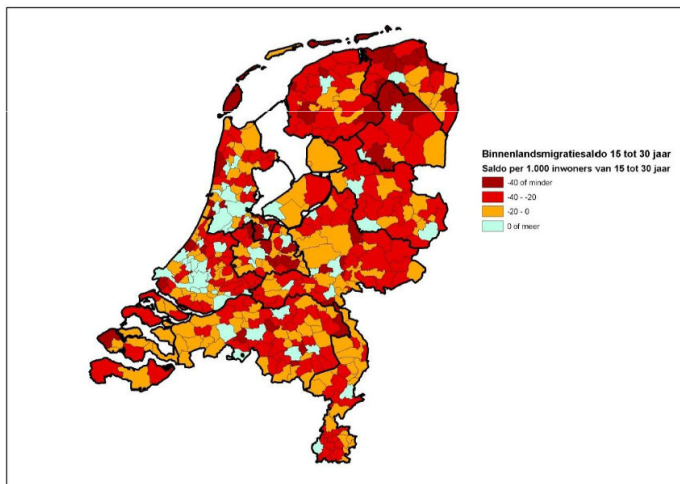 Binnenlandsmigratiesaldo 15 tot 30 jaar
Saldo per 1.000 inwoners van 15 tot 30 jaar
-40 of minder
-40 - -20
-20 - 0
0 of meer